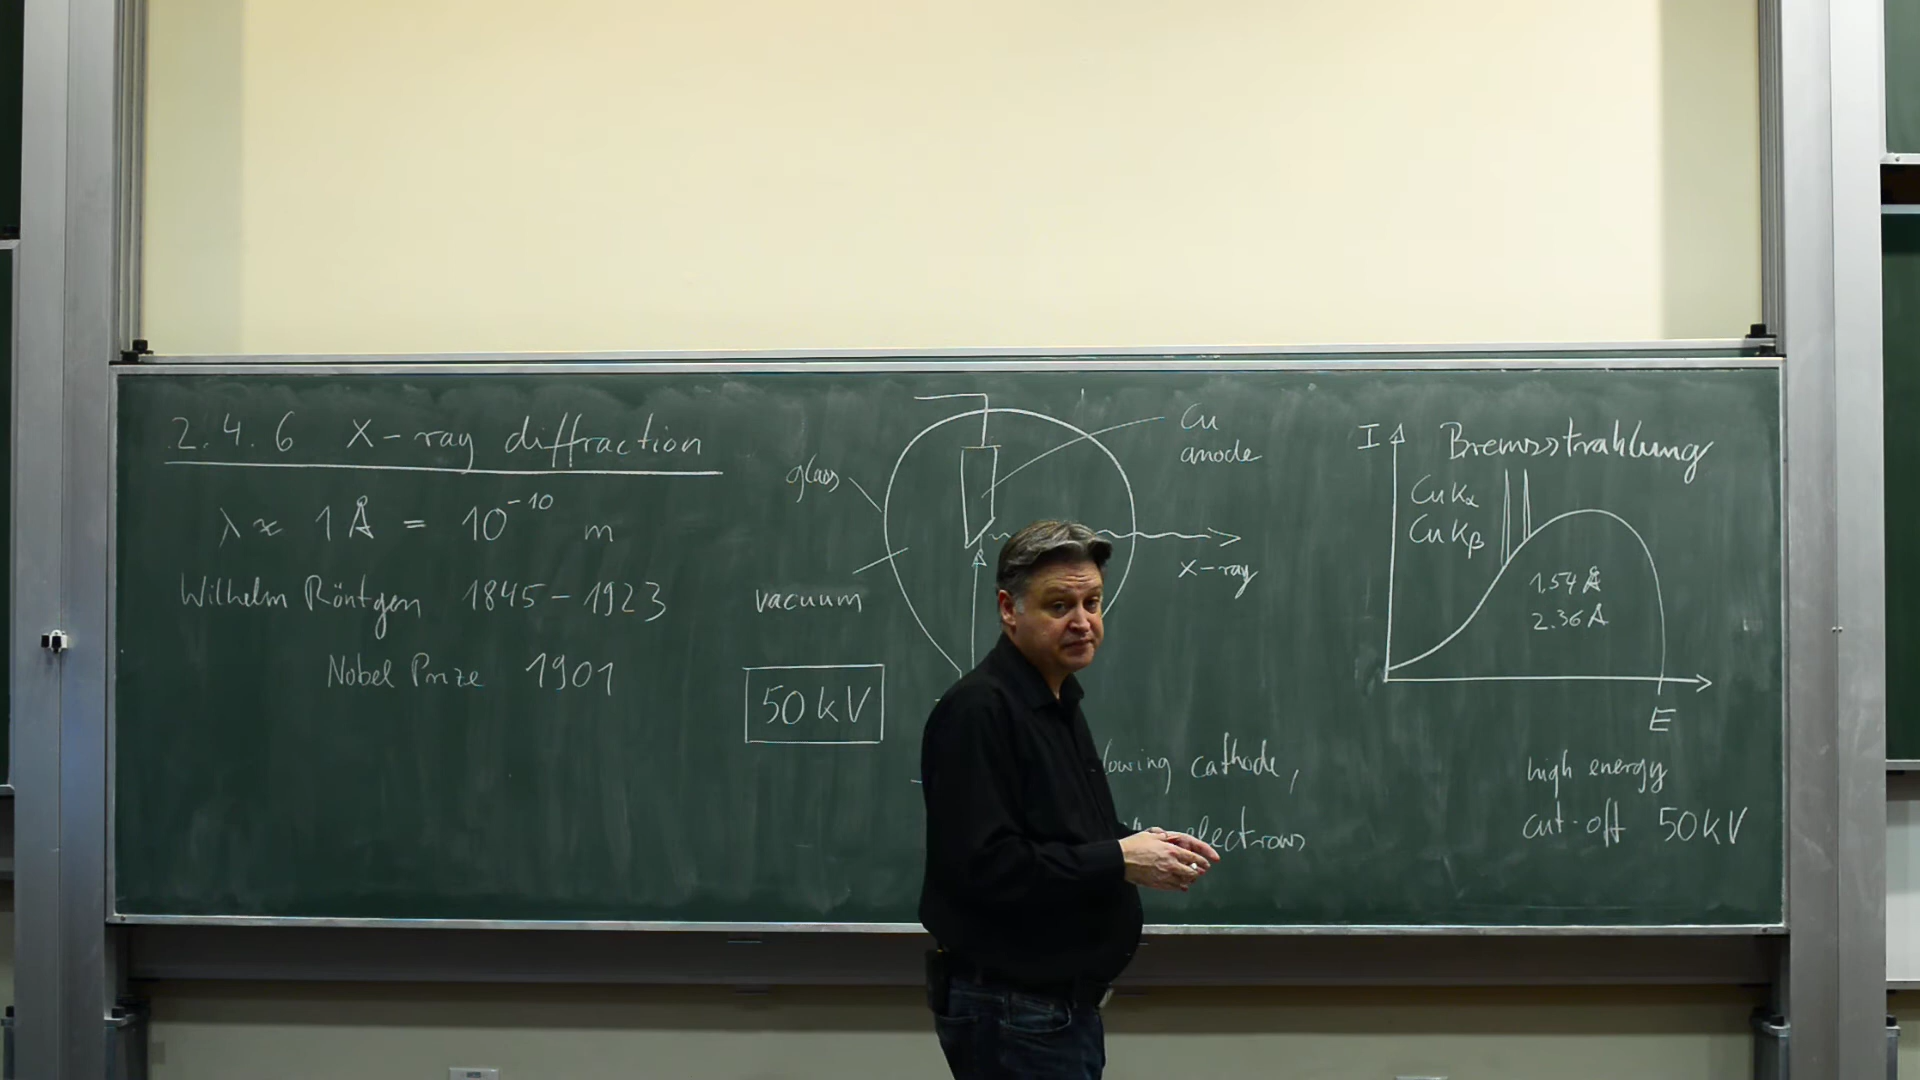 2.4.6 X-ray diffraction
λ ≈ 1 Å = 10⁻¹⁰ m
Wilhelm Röntgen 1845 – 1923
Nobel Prize 1901
glass
vacuum
50 kV
Cu
anode
x-ray
cathode,
electrons
I
Bremsstrahlung
Cu Kα
Cu Kβ
1.54 Å
2.36 Å
E
high energy
cut-off 50 kV